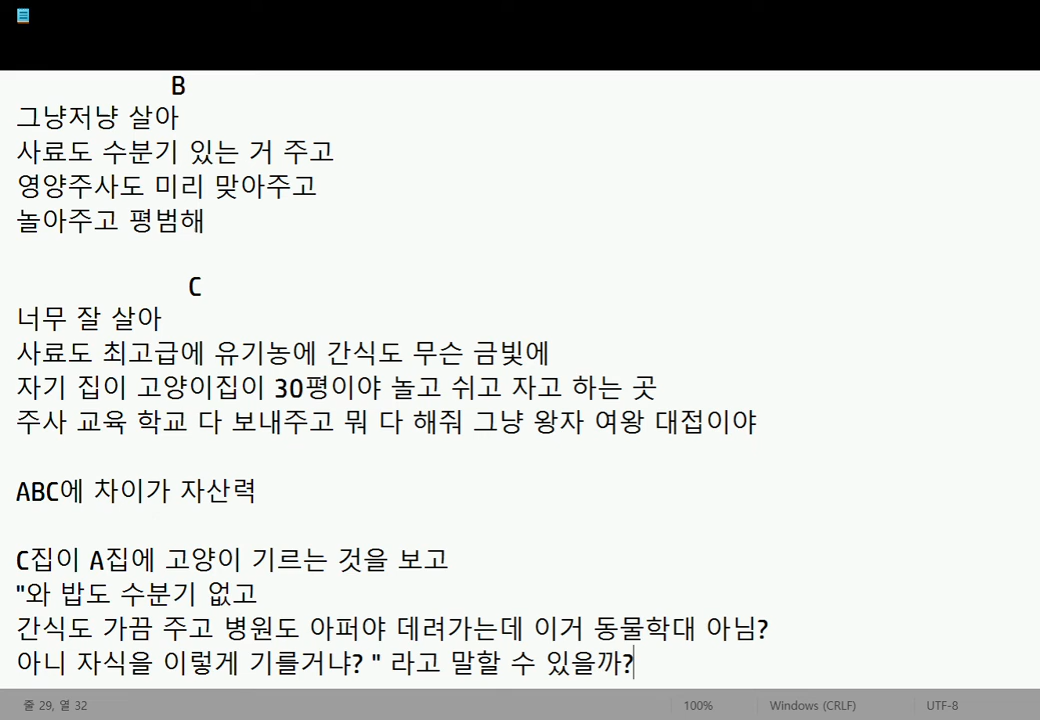 B
그냥저냥 살아
사료도 수분기 있는 거 주고
영양주사도 미리 맞아주고
놀아주고 평범해
C
너무 잘 살아
사료도 최고급에 유기농에 간식도 무슨 금빛에
자기 집이 고양이집이 30평이야 놀고 쉬고 자고 하는 곳
주사 교육 학교 다 보내주고 뭐 다 해줘 그냥 왕자 여왕 대접이야
ABC에 차이가 자산력
C집이 A집에 고양이 기르는 것을 보고
"와 밥도 수분기 없고
간식도 가끔 주고 병원도 아퍼야 데려가는데 이거 동물학대 아님?
아니 자식을 이렇게 기를거냐? " 라고 말할 수 있을까?
줄 29, 열 32
100%
Windows (CRLF)
UTF-8